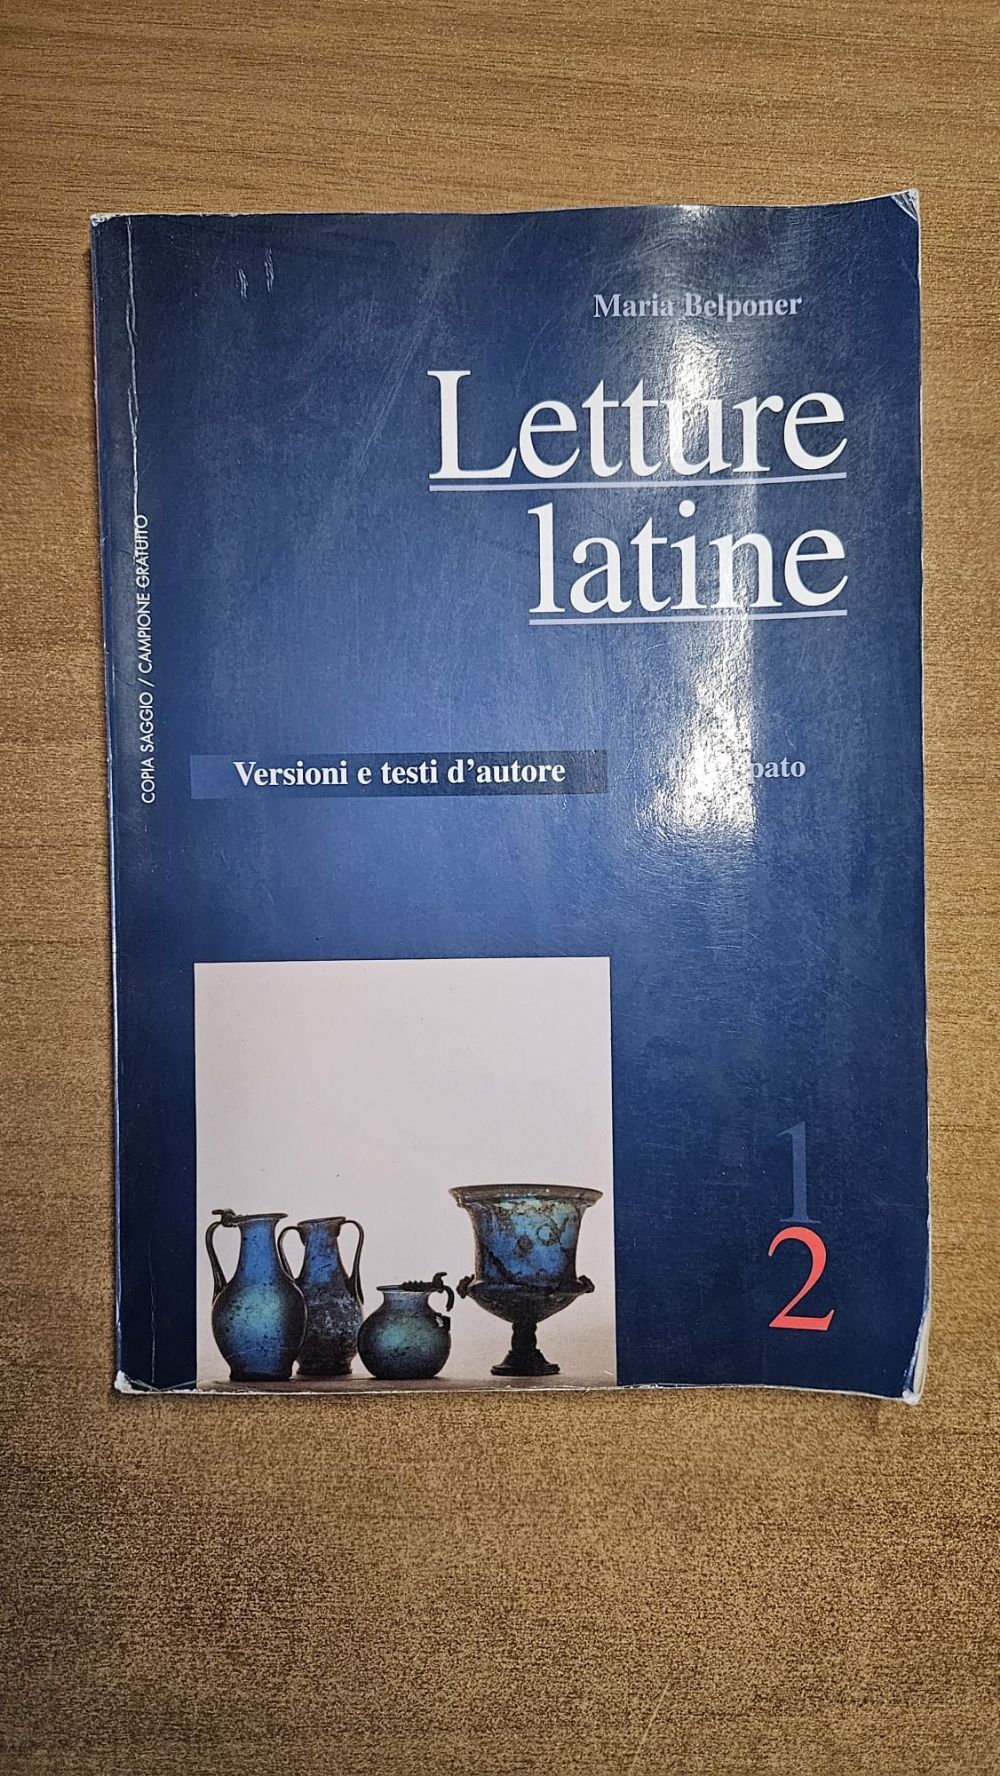 Maria Belponer
Letture
latine
COPIA SAGGIO / CAMPIONE GRATUITO
Versioni e testi d'autore
1
2